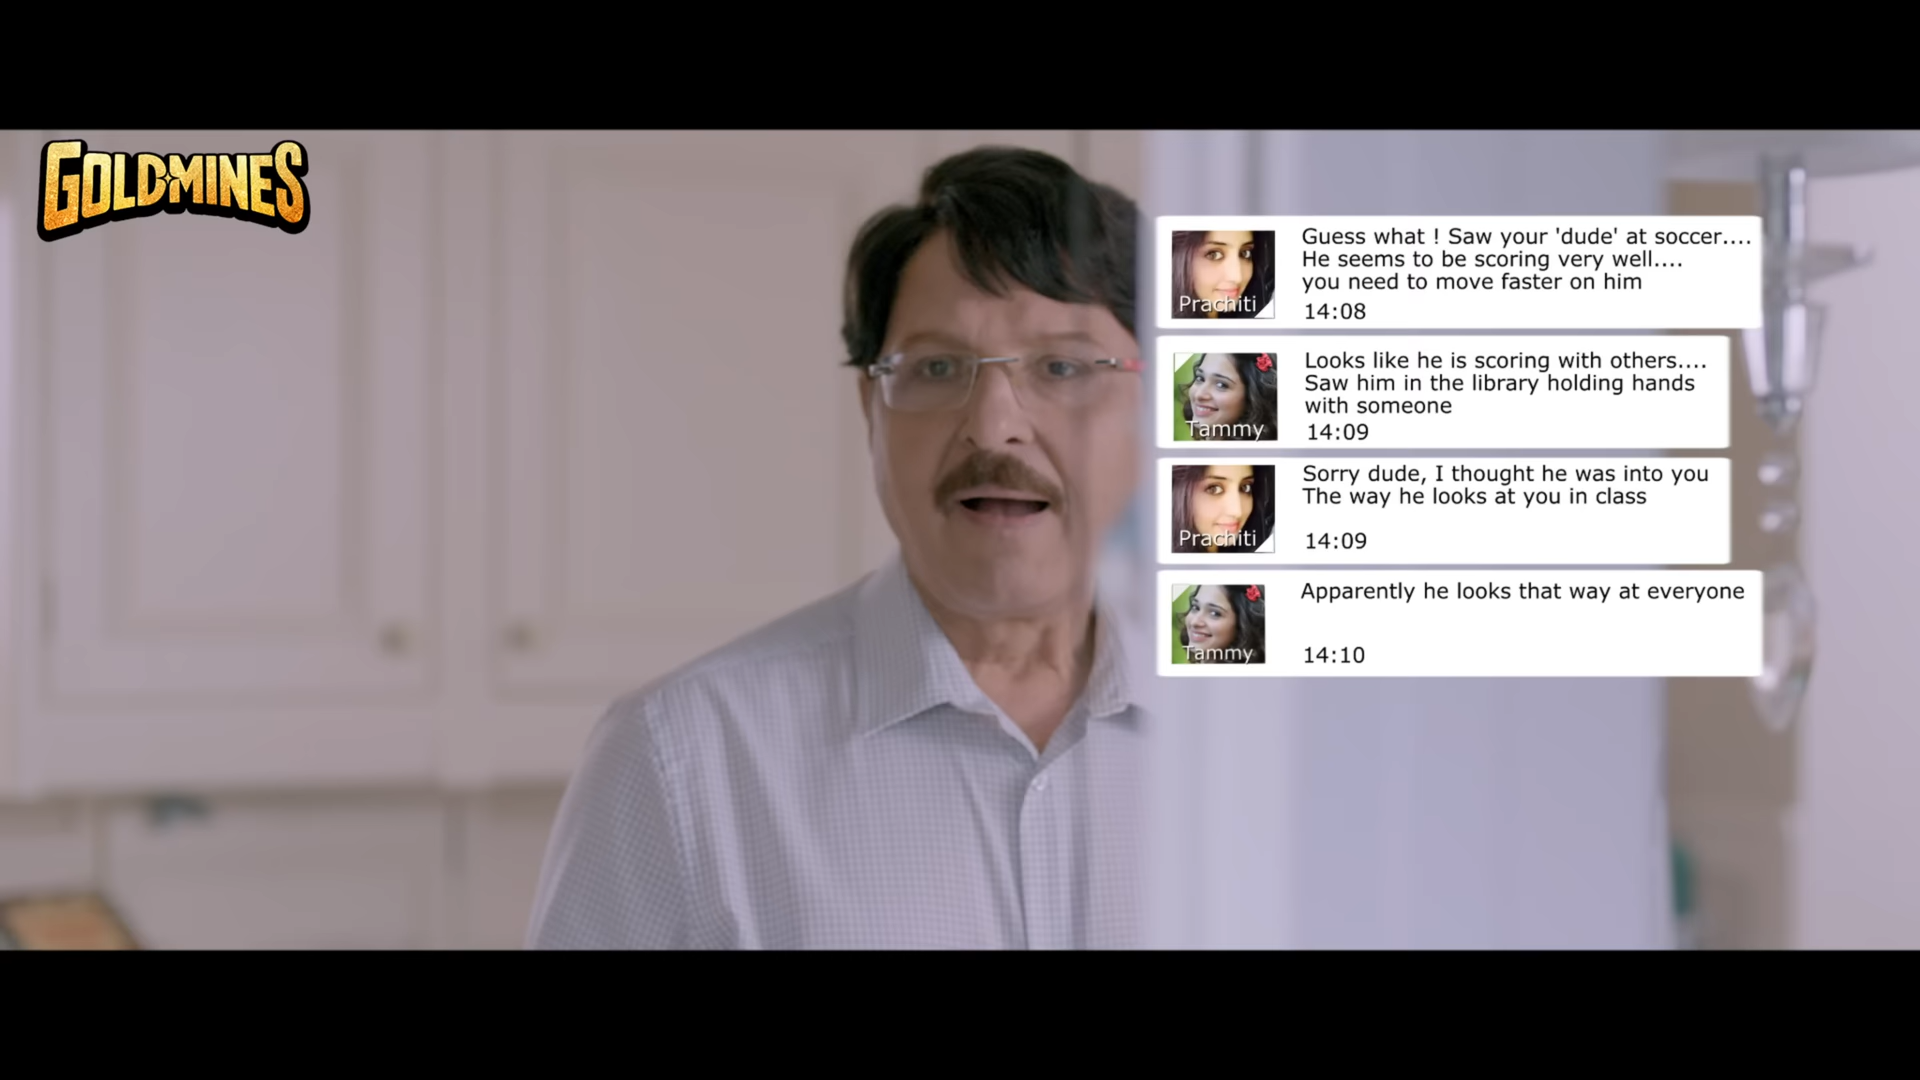 GOLDMINES
Guess what ! Saw your 'dude' at soccer....
He seems to be scoring very well....
you need to move faster on him
Prachiti
14:08
Looks like he is scoring with others....
Saw him in the library holding hands
with someone
Tammy
14:09
Sorry dude, I thought he was into you
The way he looks at you in class
Prachiti
14:09
Apparently he looks that way at everyone
Tammy
14:10